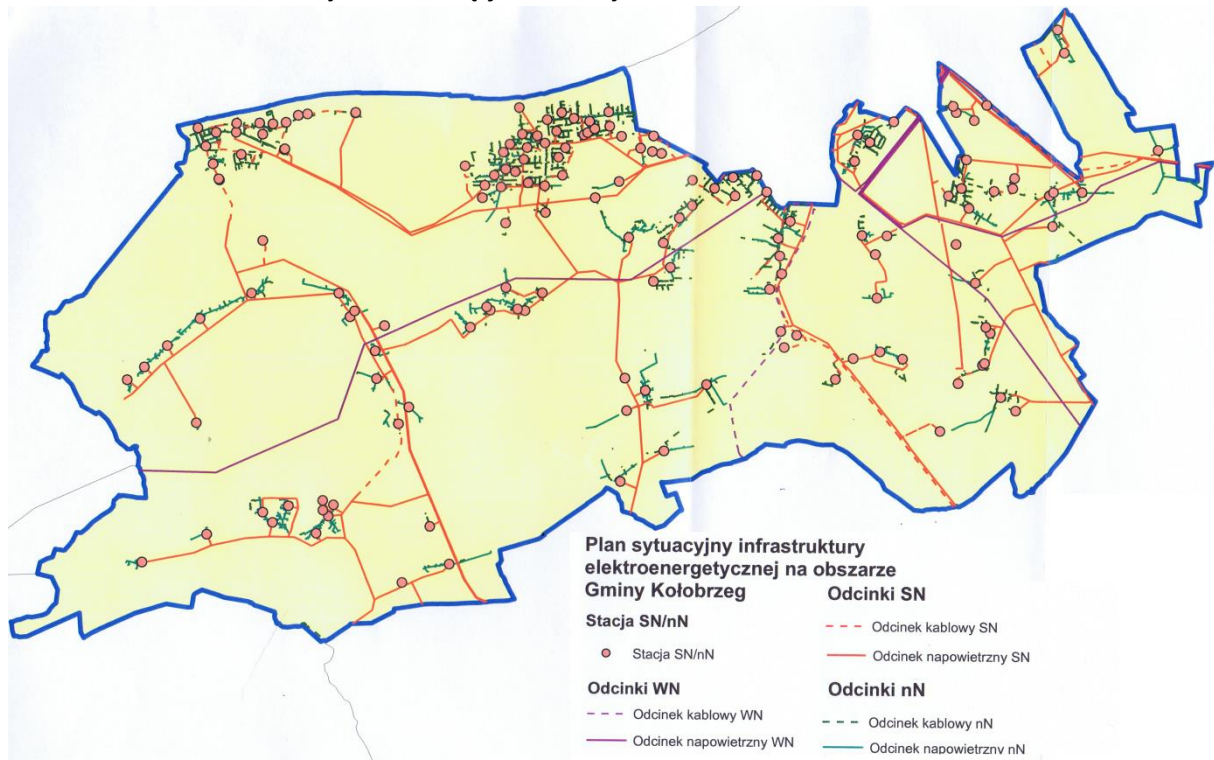 Plan sytuacyjny infrastruktury
elektroenergetycznej na obszarze
Gminy Kołobrzeg
Stacja SN/nN
Stacja SN/nN
Odcinki WN
Odcinek kablowy WN
Odcinek napowietrzny WN
Odcinki SN
Odcinek kablowy SN
Odcinek napowietrzny SN
Odcinki nN
Odcinek kablowy nN
Odcinek napowietrzny nN